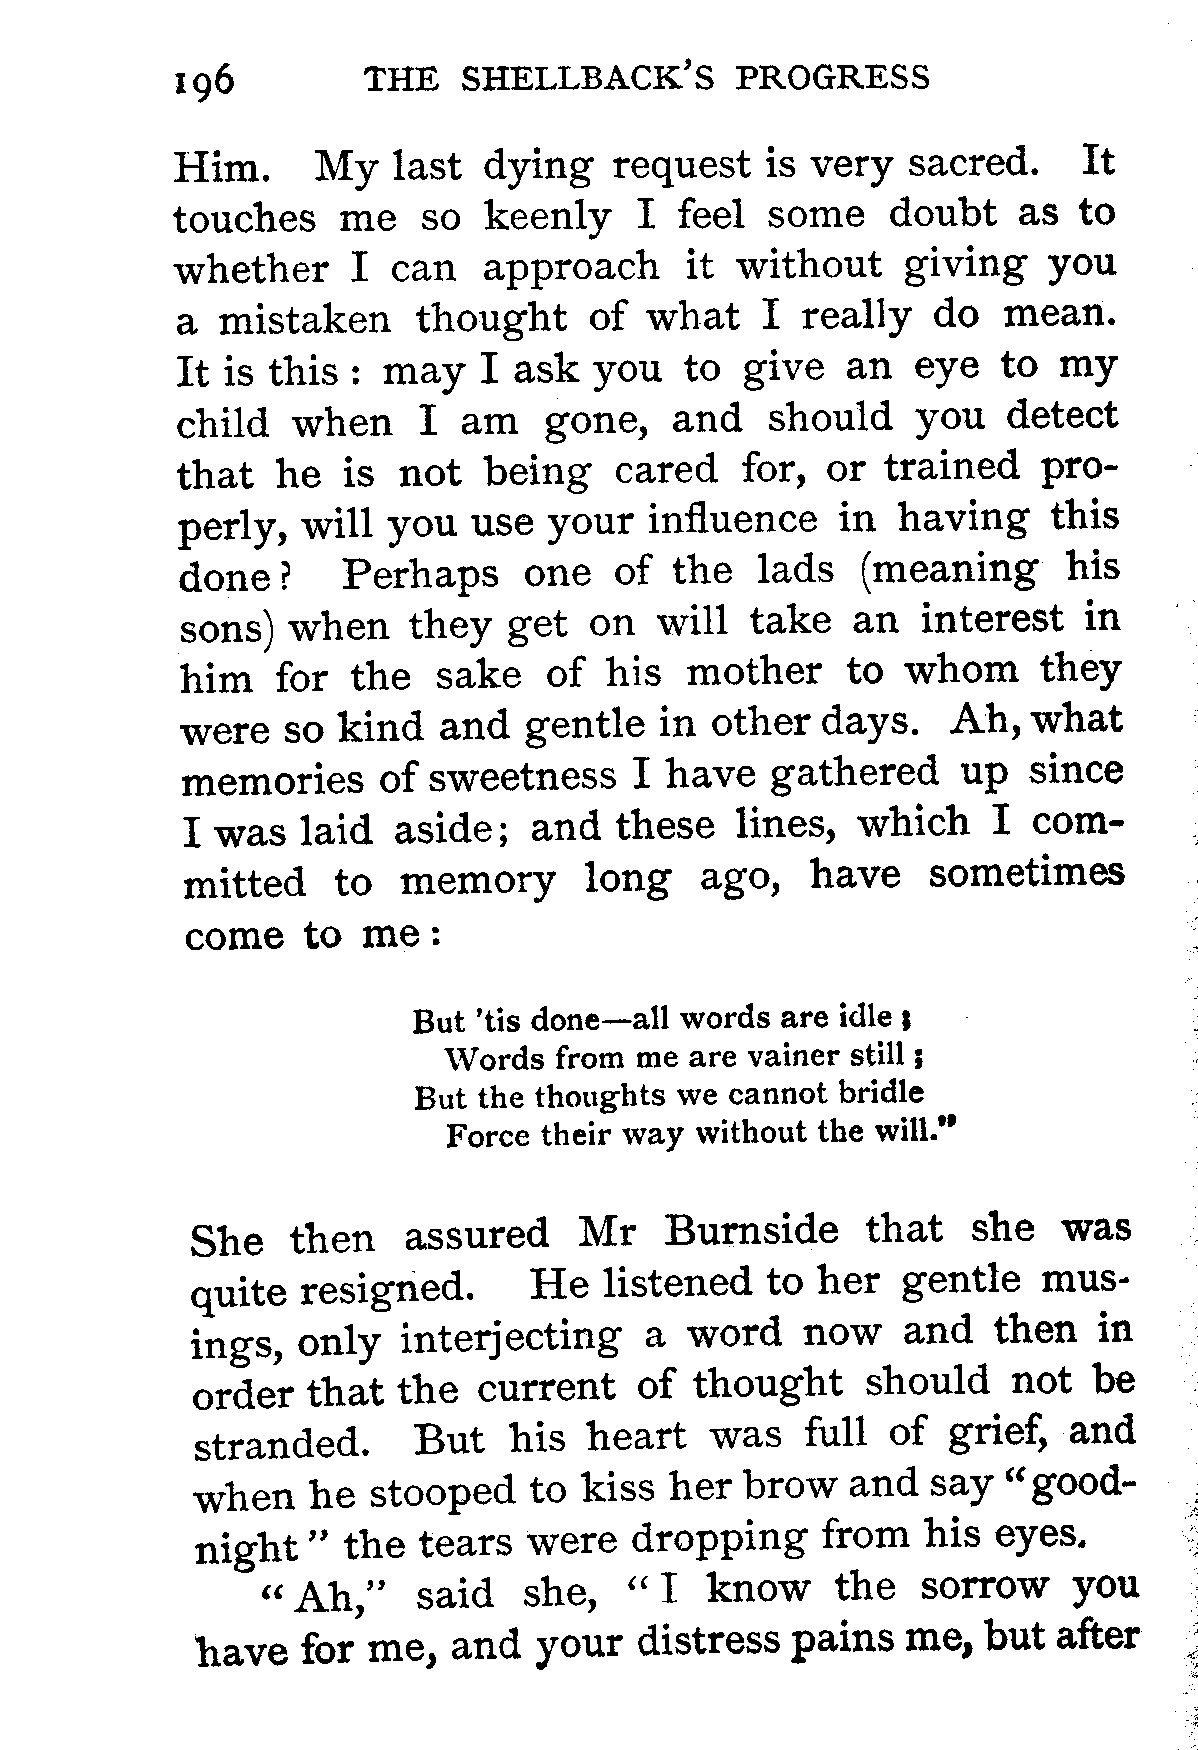 196 THE SHELLBACK'S PROGRESS
Him. My last dying request is very sacred. It
touches me so keenly I feel some doubt as to
whether I can approach it without giving you
a mistaken thought of what I really do mean.
It is this : may I ask you to give an eye to my
child when I am gone, and should you detect
that he is not being cared for, or trained pro-
perly, will you use your influence in having this
done ? Perhaps one of the lads (meaning his
sons) when they get on will take an interest in
him for the sake of his mother to whom they
were so kind and gentle in other days. Ah, what
memories of sweetness I have gathered up since
I was laid aside; and these lines, which I com-
mitted to memory long ago, have sometimes
come to me :
But 'tis done—all words are idle ;
Words from me are vainer still ;
But the thoughts we cannot bridle
Force their way without the will."
She then assured Mr Burnside that she was
quite resigned. He listened to her gentle mus-
ings, only interjecting a word now and then in
order that the current of thought should not be
stranded. But his heart was full of grief, and
when he stooped to kiss her brow and say "good-
night" the tears were dropping from his eyes.
"Ah," said she, "I know the sorrow you
have for me, and your distress pains me, but after